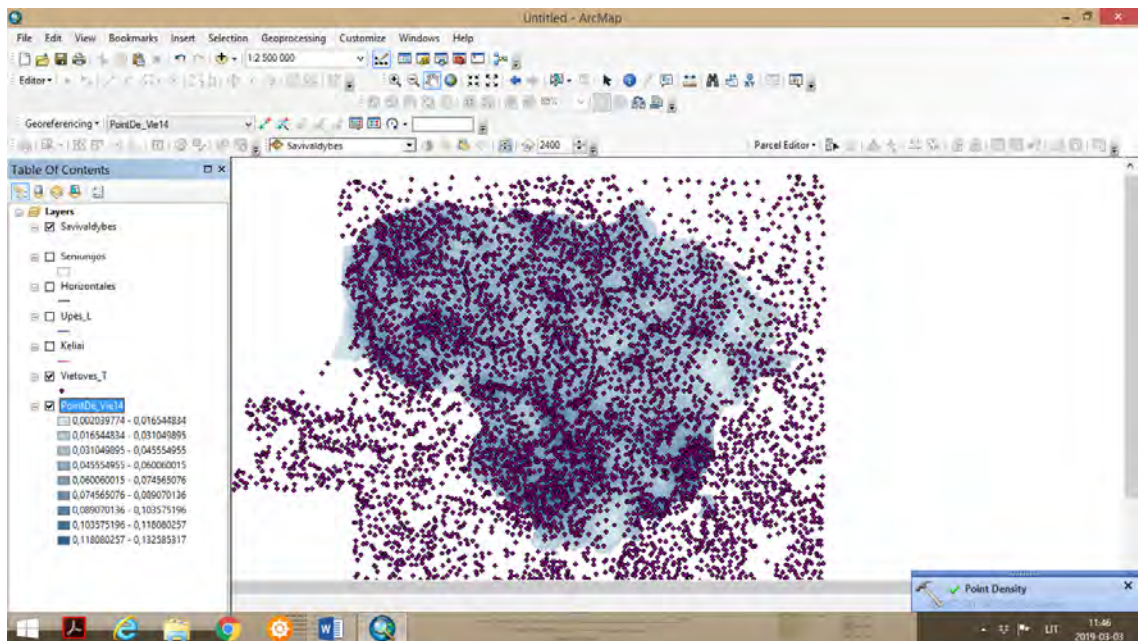 Untitled - ArcMap
File Edit View Bookmarks Insert Selection Geoprocessing Customize Windows Help
1:2 500 000
Editor
Georeferencing PointDe_Vie14
Savivaldybes 2400 Parcel Editor
Table Of Contents
Layers
Savivaldybes
Seniunijos
Horizontales
Upes_L
Keliai
Vietoves_T
PointDe_Vie14
0,002039774 - 0,016544834
0,016544834 - 0,031049895
0,031049895 - 0,045554955
0,045554955 - 0,060060015
0,060060015 - 0,074565076
0,074565076 - 0,089070136
0,089070136 - 0,103575196
0,103575196 - 0,118080257
0,118080257 - 0,132585317
Point Density
LIT
11:46
2019-03-03